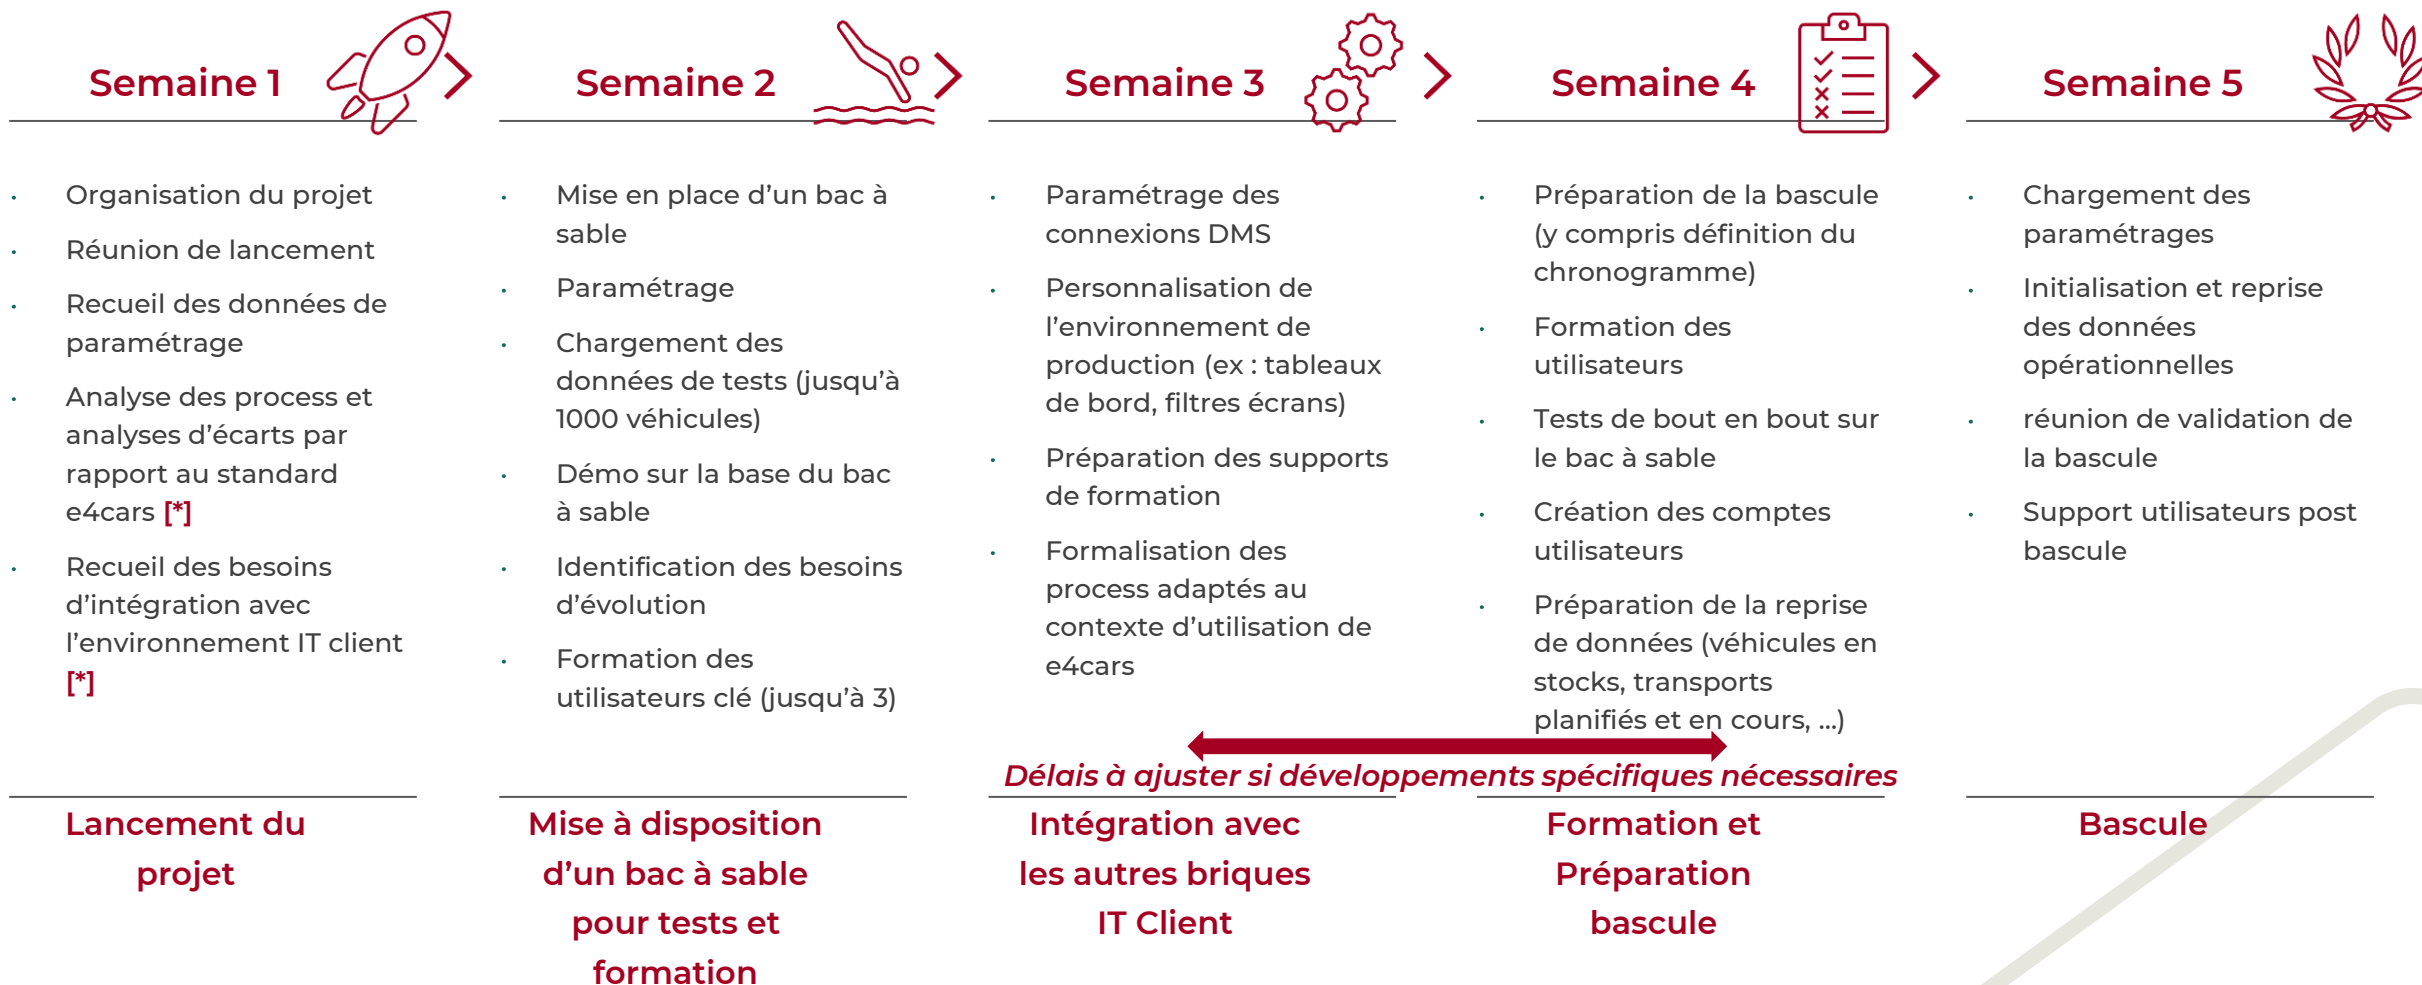 Semaine 1
Organisation du projet
Réunion de lancement
Recueil des données de
paramétrage
Analyse des process et
analyses d'écarts par
rapport au standard
e4cars [*]
Recueil des besoins
d'intégration avec
l'environnement IT client
[*]
Lancement du
projet
Semaine 2
Mise en place d'un bac à
sable
Paramétrage
Chargement des
données de tests (jusqu'à
1000 véhicules)
Démo sur la base du bac
à sable
Identification des besoins
d'évolution
Formation des
utilisateurs clé (jusqu'à 3)
Mise à disposition
d'un bac à sable
pour tests et
formation
Semaine 3
Paramétrage des
connexions DMS
Personnalisation de
l'environnement de
production (ex : tableaux
de bord, filtres écrans)
Préparation des supports
de formation
Formalisation des
process adaptés au
contexte d'utilisation de
e4cars
Délais à ajuster si développements spécifiques nécessaires
Intégration avec
les autres briques
IT Client
Semaine 4
Préparation de la bascule
(y compris définition du
chronogramme)
Formation des
utilisateurs
Tests de bout en bout sur
le bac à sable
Création des comptes
utilisateurs
Préparation de la reprise
de données (véhicules en
stocks, transports
planifiés et en cours, ...)
Formation et
Préparation
bascule
Semaine 5
Chargement des
paramétrages
Initialisation et reprise
des données
opérationnelles
réunion de validation de
la bascule
Support utilisateurs post
bascule
Bascule